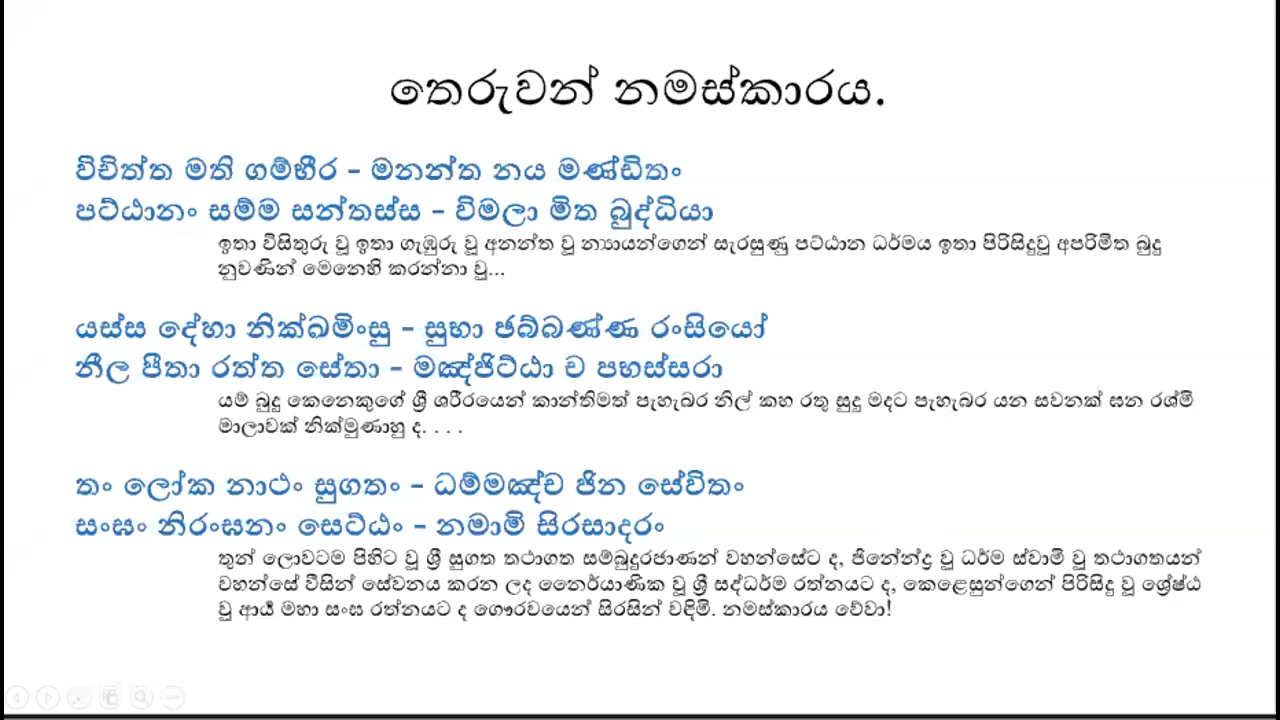 තෙරුවන් නමස්කාරය.
විචිත්ත මති ගම්භීර - මනන්ත නය මණ්ඩිතං
පට්ඨානං සම්ම සන්තස්ස - විමලා මිත බුද්ධියා
ඉතා විසිතුරු වූ ඉතා ගැඹුරු වූ අනන්ත වූ න්‍යායන්ගෙන් සැරසුණු පට්ඨාන ධර්මය ඉතා පිරිසිදුවූ අපරිමිත බුදු
නුවණින් මෙනෙහි කරන්නා වූ...
යස්ස දේහා නික්ඛමිංසු - සුභා ඡබ්බණ්ණ රංසියෝ
නීල පීතා රත්ත සේතා - මඤ්ජිට්ඨා ච පභස්සරා
යම් බුදු කෙනෙකුගේ ශ්‍රී ශරීරයෙන් කාන්තිමත් පැහැබර නිල් කහ රතු සුදු මදට පැහැබර යන සවනක් ඝන රශ්මි
මාලාවක් නික්මුණාහු ද. . . .
තං ලෝක නාථං සුගතං - ධම්මඤ්ච ජින සේවිතං
සංඝං නිරංඝනං සෙට්ඨං - නමාමි සිරසාදරං
තුන් ලොවටම පිහිට වූ ශ්‍රී සුගත තථාගත සම්බුදුරජාණන් වහන්සේට ද, ජිනේන්ද්‍ර වූ ධර්ම ස්වාමි වූ තථාගතයන්
වහන්සේ විසින් සේවනය කරන ලද නෛර්යාණික වූ ශ්‍රී සද්ධර්ම රත්නයට ද, කෙළෙසුන්ගෙන් පිරිසිදු වූ ශ්‍රේෂ්ඨ
වූ ආර්‍ය මහා සංඝ රත්නයට ද ගෞරවයෙන් සිරසින් වඳිමි. නමස්කාරය වේවා!